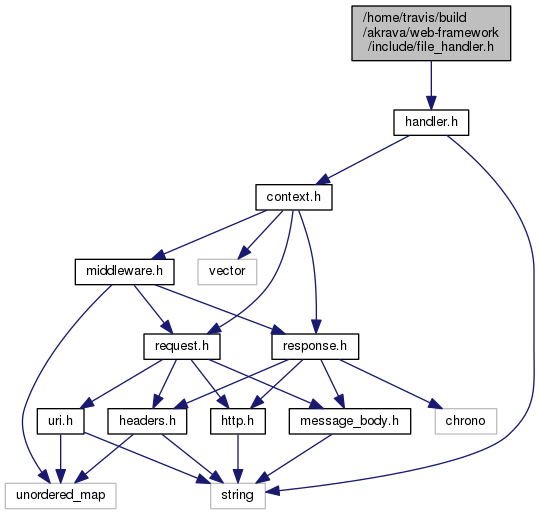 /home/travis/build
/akrava/web-framework
/include/file_handler.h
handler.h
context.h
middleware.h
vector
request.h
response.h
uri.h
headers.h
http.h
message_body.h
chrono
unordered_map
string